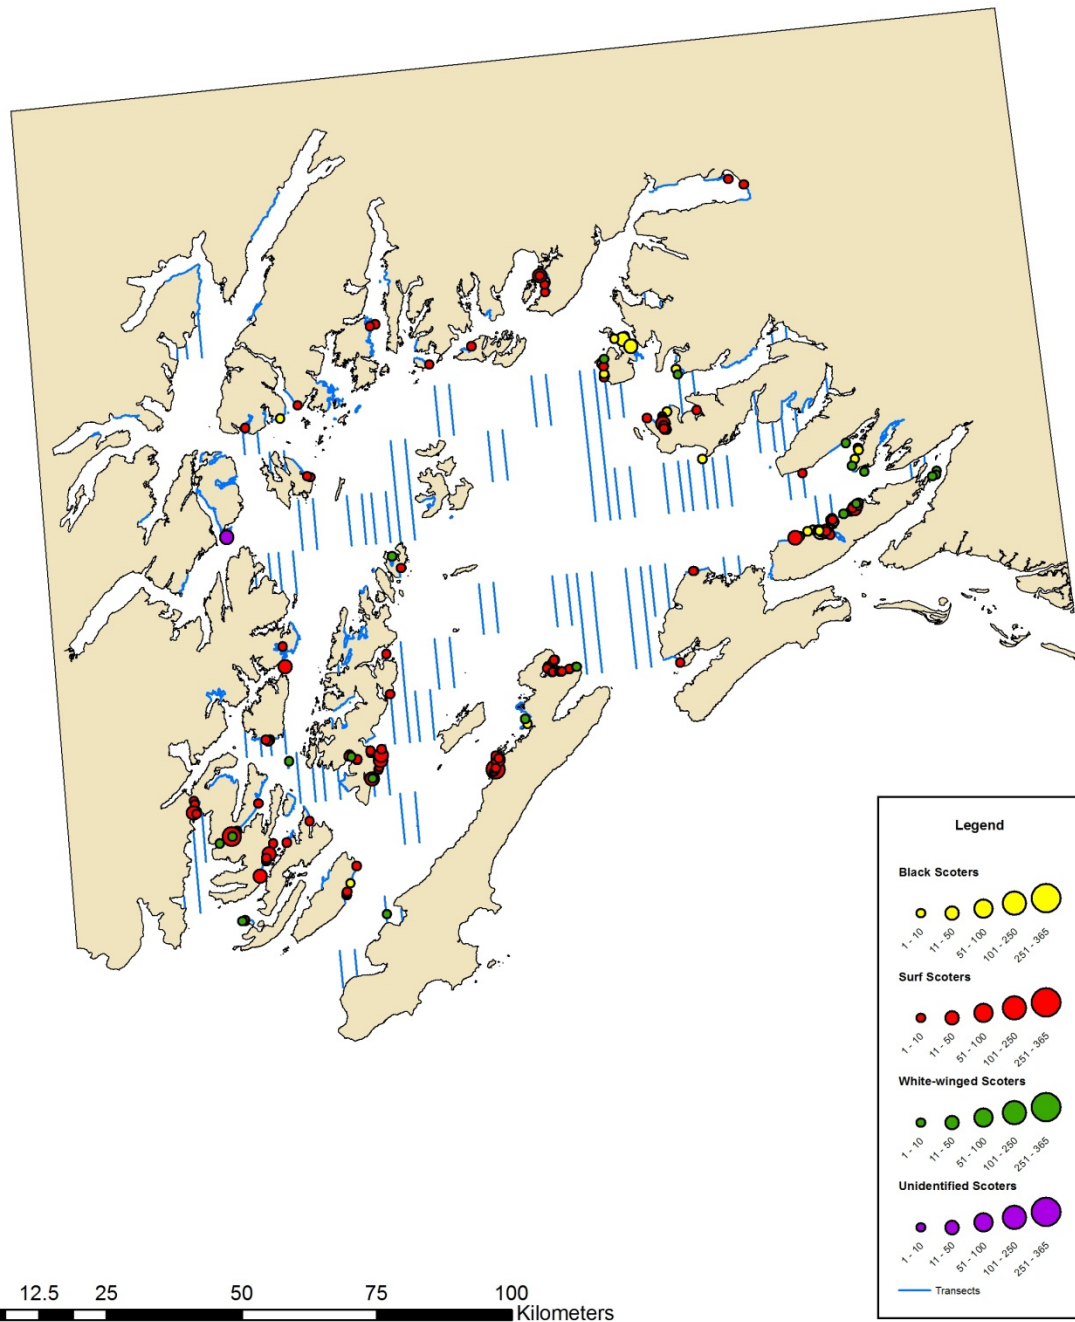 Legend
Black Scoters
1 - 10
11 - 50
51 - 100
101 - 250
251 - 365
Surf Scoters
1 - 10
11 - 50
51 - 100
101 - 250
251 - 365
White-winged Scoters
1 - 10
11 - 50
51 - 100
101 - 250
251 - 365
Unidentified Scoters
1 - 10
11 - 50
51 - 100
101 - 250
251 - 365
Transects
12.5 25 50 75 100
Kilometers